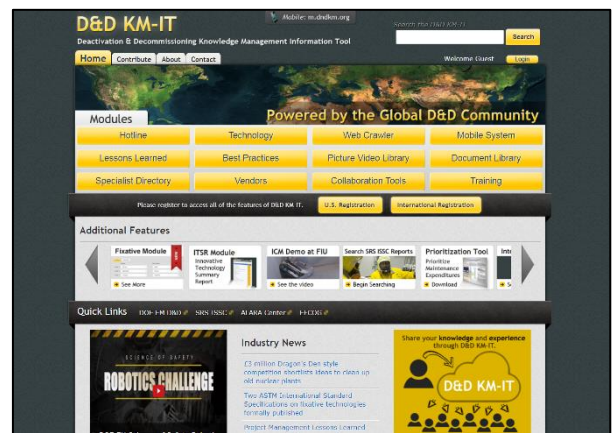 D&D KM-IT
Mobile: m.dndkm.org
Search the D&D KM-IT
Deactivation & Decommissioning Knowledge Management Information Tool
Search
Home Contribute About Contact
Welcome Guest Login
Modules
Powered by the Global D&D Community
Hotline Technology Web Crawler Mobile System
Lessons Learned Best Practices Picture Video Library Document Library
Specialist Directory Vendors Collaboration Tools Training
Please register to access all of the features of D&D KM IT. U.S. Registration International Registration
Additional Features
Fixative Module
See More
ITSR Module
Innovative
Technology
Summary
Report
ICM Demo at FIU
See the video
Search SRS ISSC Reports
Begin Searching
Prioritization Tool
Prioritize
Maintenance
Expenditures
Download
Quick Links DOE EM D&D SRS ISSC ALARA Center EFCOG
SCIENCE OF SAFETY
ROBOTICS CHALLENGE
Industry News
£3 million Dragon's Den style
competition shortlists ideas to clean up
old nuclear plants
Two ASTM International Standard
Specifications on fixative technologies
formally published
Project Management Lessons Learned
Share your knowledge and experience
through D&D KM-IT.
D&D KM-IT